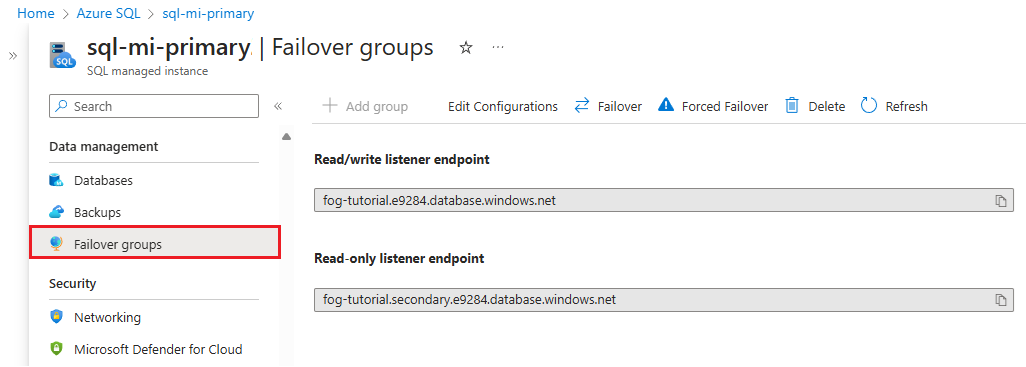 Home > Azure SQL > sql-mi-primary
»
sql-mi-primary | Failover groups ☆ ···
SQL
SQL managed instance
Search «
+ Add group Edit Configurations Failover Forced Failover Delete Refresh
Data management
Databases
Backups
Failover groups
Security
Networking
Microsoft Defender for Cloud
Read/write listener endpoint
fog-tutorial.e9284.database.windows.net
Read-only listener endpoint
fog-tutorial.secondary.e9284.database.windows.net